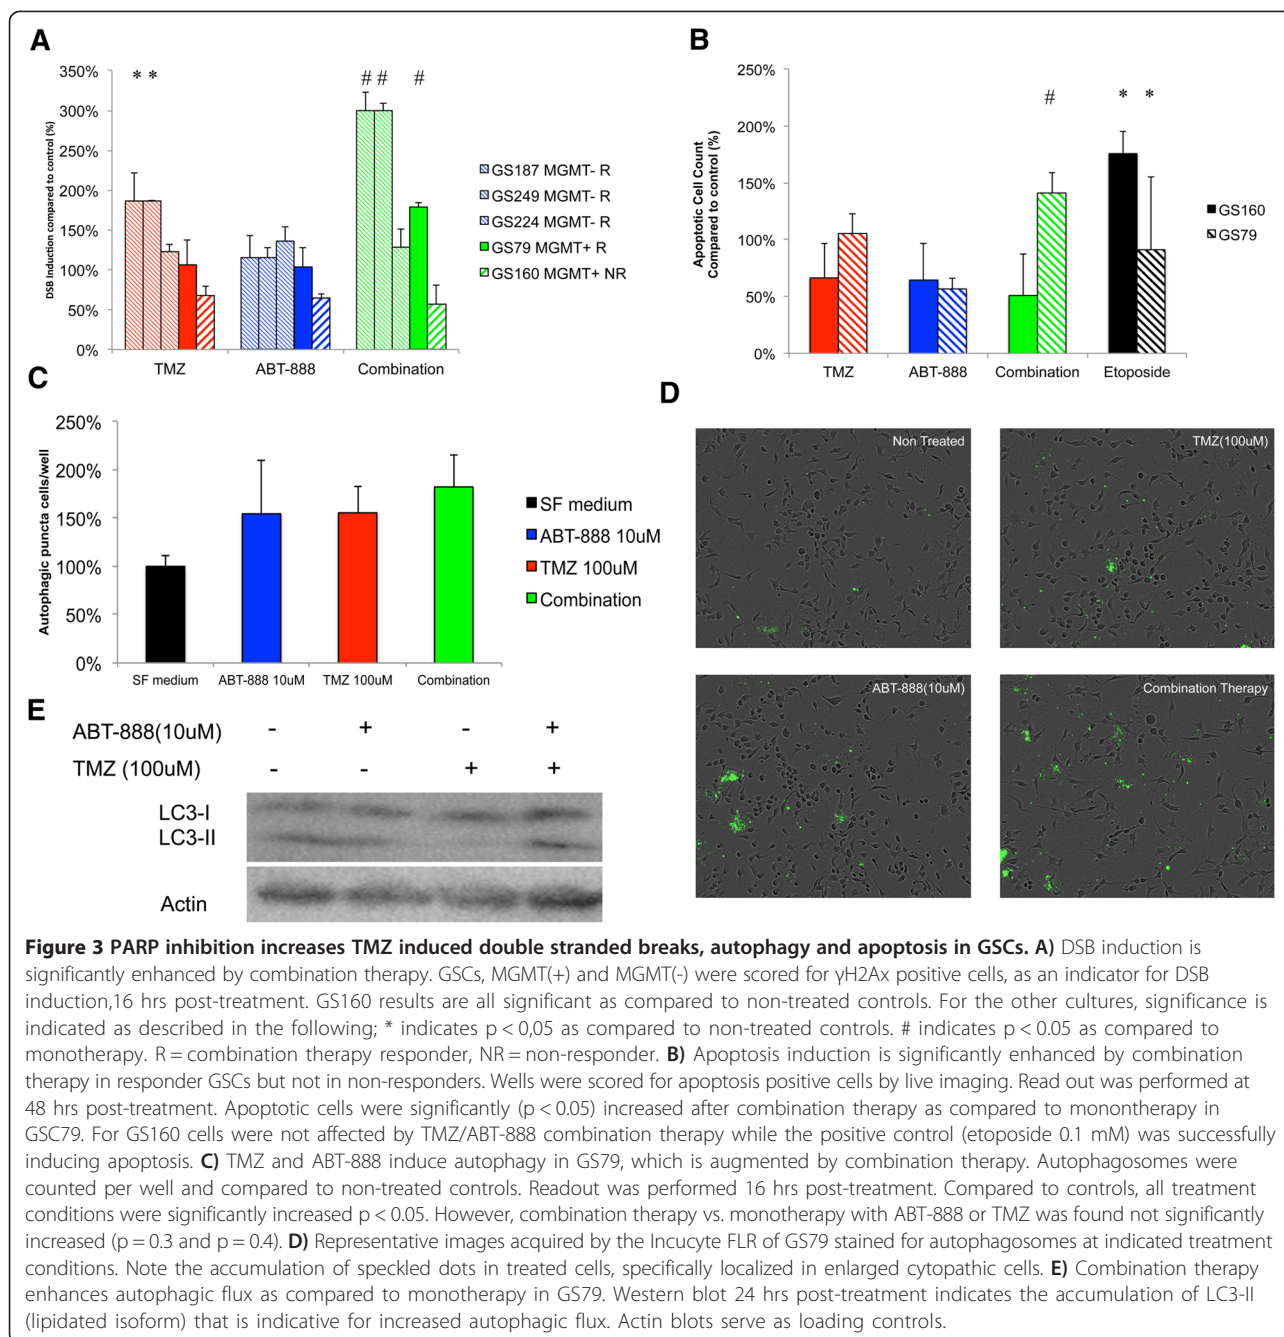 A
350%
300%
250%
200%
150%
100%
50%
0%
DSB Induction compared to control (%)
* *
# # #
TMZ
ABT-888
Combination
GS187 MGMT- R
GS249 MGMT- R
GS224 MGMT- R
GS79 MGMT+ R
GS160 MGMT+ NR
B
250%
200%
150%
100%
50%
0%
Apoptotic Cell Count
Compared to control (%)
#
* *
TMZ
ABT-888
Combination
Etoposide
GS160
GS79
C
250%
200%
150%
100%
50%
0%
Autophagic puncta cells/well
SF medium
ABT-888 10uM
TMZ 100uM
Combination
SF medium
ABT-888 10uM
TMZ 100uM
Combination
D
Non Treated
TMZ(100uM)
ABT-888(10uM)
Combination Therapy
E
ABT-888(10uM) - + - +
TMZ (100uM) - - + +
LC3-I
LC3-II
Actin
Figure 3 PARP inhibition increases TMZ induced double stranded breaks, autophagy and apoptosis in GSCs. A) DSB induction is
significantly enhanced by combination therapy. GSCs, MGMT(+) and MGMT(-) were scored for γH2Ax positive cells, as an indicator for DSB
induction,16 hrs post-treatment. GS160 results are all significant as compared to non-treated controls. For the other cultures, significance is
indicated as described in the following; * indicates p < 0,05 as compared to non-treated controls. # indicates p < 0.05 as compared to
monotherapy. R = combination therapy responder, NR = non-responder. B) Apoptosis induction is significantly enhanced by combination
therapy in responder GSCs but not in non-responders. Wells were scored for apoptosis positive cells by live imaging. Read out was performed at
48 hrs post-treatment. Apoptotic cells were significantly (p < 0.05) increased after combination therapy as compared to monontherapy in
GSC79. For GS160 cells were not affected by TMZ/ABT-888 combination therapy while the positive control (etoposide 0.1 mM) was successfully
inducing apoptosis. C) TMZ and ABT-888 induce autophagy in GS79, which is augmented by combination therapy. Autophagosomes were
counted per well and compared to non-treated controls. Readout was performed 16 hrs post-treatment. Compared to controls, all treatment
conditions were significantly increased p < 0.05. However, combination therapy vs. monotherapy with ABT-888 or TMZ was found not significantly
increased (p = 0.3 and p = 0.4). D) Representative images acquired by the Incucyte FLR of GS79 stained for autophagosomes at indicated treatment
conditions. Note the accumulation of speckled dots in treated cells, specifically localized in enlarged cytopathic cells. E) Combination therapy
enhances autophagic flux as compared to monotherapy in GS79. Western blot 24 hrs post-treatment indicates the accumulation of LC3-II
(lipidated isoform) that is indicative for increased autophagic flux. Actin blots serve as loading controls.